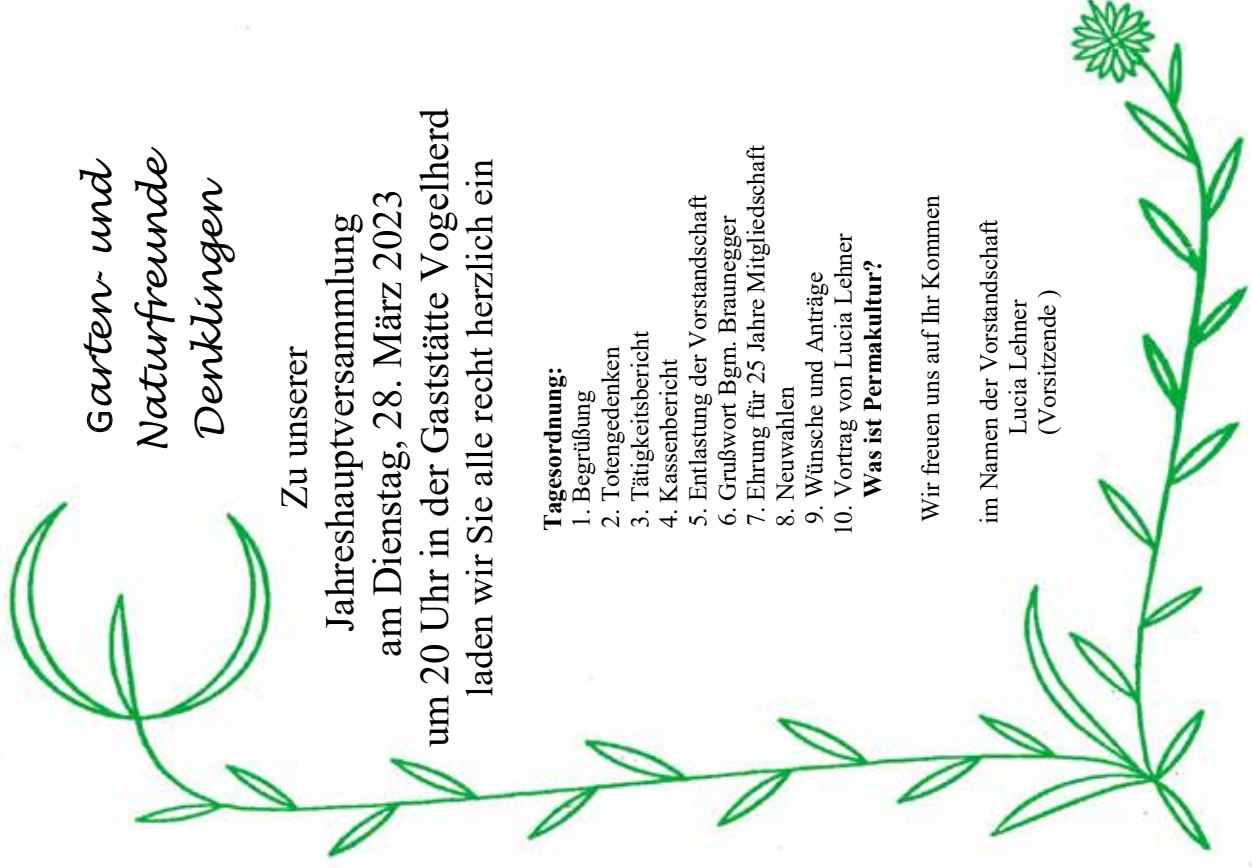 Garten- und
Naturfreunde
Denklingen
Zu unserer
Jahreshauptversammlung
am Dienstag, 28. März 2023
um 20 Uhr in der Gaststätte Vogelherd
laden wir Sie alle recht herzlich ein
Tagesordnung:
1. Begrüßung
2. Totengedenken
3. Tätigkeitsbericht
4. Kassenbericht
5. Entlastung der Vorstandschaft
6. Grußwort Bgm. Braunegger
7. Ehrung für 25 Jahre Mitgliedschaft
8. Neuwahlen
9. Wünsche und Anträge
10. Vortrag von Lucia Lehner
Was ist Permakultur?
Wir freuen uns auf Ihr Kommen
im Namen der Vorstandschaft
Lucia Lehner
(Vorsitzende )